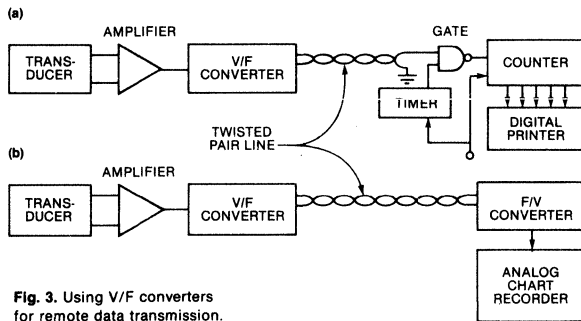 (a)
AMPLIFIER
GATE
TRANS-
DUCER
V/F
CONVERTER
COUNTER
TIMER
DIGITAL
PRINTER
TWISTED
PAIR LINE
(b)
AMPLIFIER
TRANS-
DUCER
V/F
CONVERTER
F/V
CONVERTER
ANALOG
CHART
RECORDER
Fig. 3. Using V/F converters
for remote data transmission.